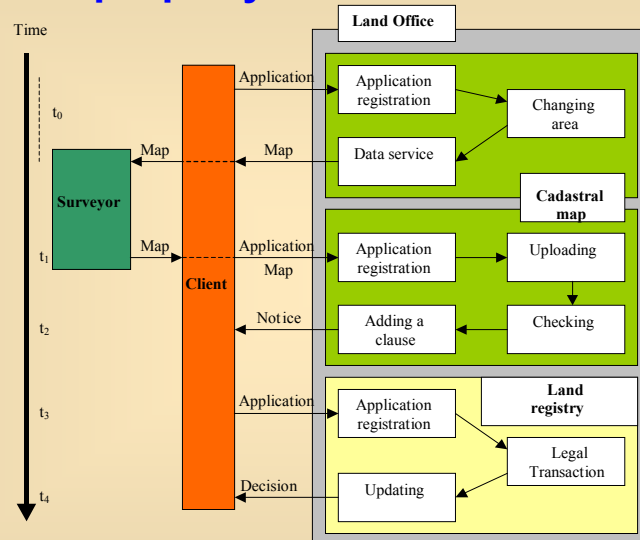 Time
Land Office
Application
Application
registration
Changing
area
t0
Map
Map
Data service
Surveyor
Cadastral
map
t1
Map
Application
Map
Application
registration
Uploading
Client
t2
Notice
Adding a
clause
Checking
Land
registry
t3
Application
Application
registration
Legal
Transaction
t4
Decision
Updating